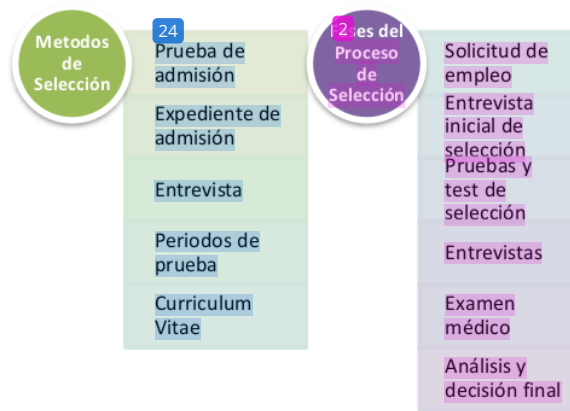 Metodos
de
Selección
24
Prueba de
admisión
Expediente de
admisión
Entrevista
Periodos de
prueba
Curriculum
Vitae
2
Fases del
Proceso
de
Selección
Solicitud de
empleo
Entrevista
inicial de
selección
Pruebas y
test de
selección
Entrevistas
Examen
médico
Análisis y
decisión final